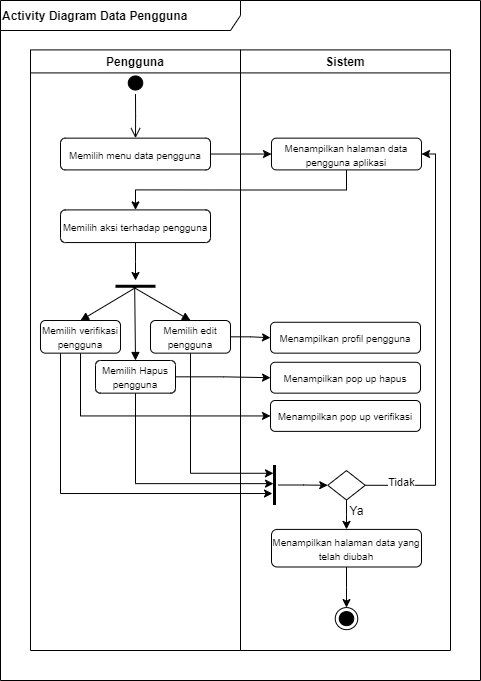 Activity Diagram Data Pengguna
Pengguna
Sistem
Memilih menu data pengguna
Menampilkan halaman data
pengguna aplikasi
Memilih aksi terhadap pengguna
Memilih verifikasi
pengguna
Memilih edit
pengguna
Menampilkan profil pengguna
Memilih Hapus
pengguna
Menampilkan pop up hapus
Menampilkan pop up verifikasi
Tidak
Ya
Menampilkan halaman data yang
telah diubah